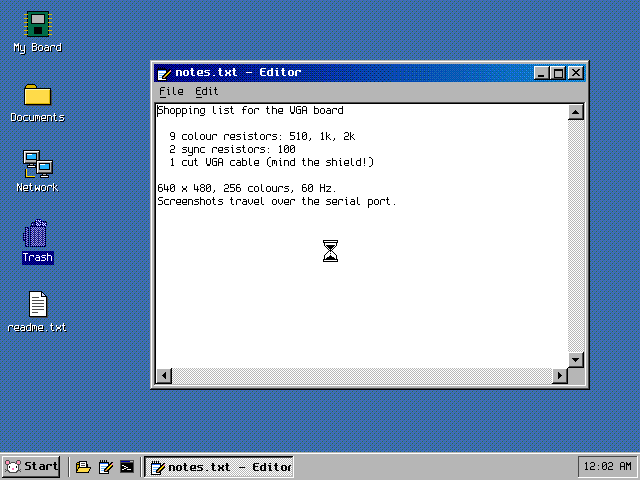 My Board
Documents
Network
Trash
readme.txt
notes.txt - Editor
File Edit
Shopping list for the VGA board
9 colour resistors: 510, 1k, 2k
2 sync resistors: 100
1 cut VGA cable (mind the shield!)
640 x 480, 256 colours, 60 Hz.
Screenshots travel over the serial port.
Start
notes.txt - Editor
12:02 AM